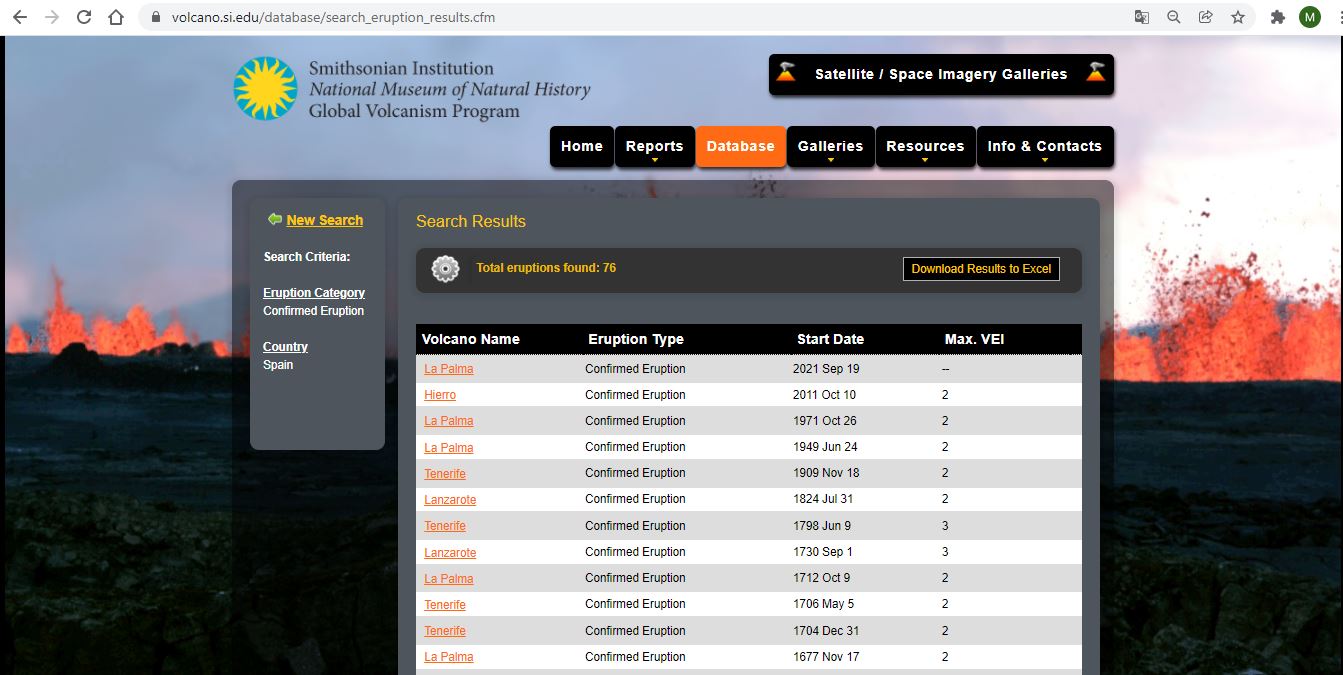 volcano.si.edu/database/search_eruption_results.cfm
M
Smithsonian Institution
National Museum of Natural History
Global Volcanism Program
Satellite / Space Imagery Galleries
Home Reports Database Galleries Resources Info & Contacts
New Search
Search Criteria:
Eruption Category
Confirmed Eruption
Country
Spain
Search Results
Total eruptions found: 76
Download Results to Excel
Volcano Name Eruption Type Start Date Max. VEI
La Palma Confirmed Eruption 2021 Sep 19 --
Hierro Confirmed Eruption 2011 Oct 10 2
La Palma Confirmed Eruption 1971 Oct 26 2
La Palma Confirmed Eruption 1949 Jun 24 2
Tenerife Confirmed Eruption 1909 Nov 18 2
Lanzarote Confirmed Eruption 1824 Jul 31 2
Tenerife Confirmed Eruption 1798 Jun 9 3
Lanzarote Confirmed Eruption 1730 Sep 1 3
La Palma Confirmed Eruption 1712 Oct 9 2
Tenerife Confirmed Eruption 1706 May 5 2
Tenerife Confirmed Eruption 1704 Dec 31 2
La Palma Confirmed Eruption 1677 Nov 17 2